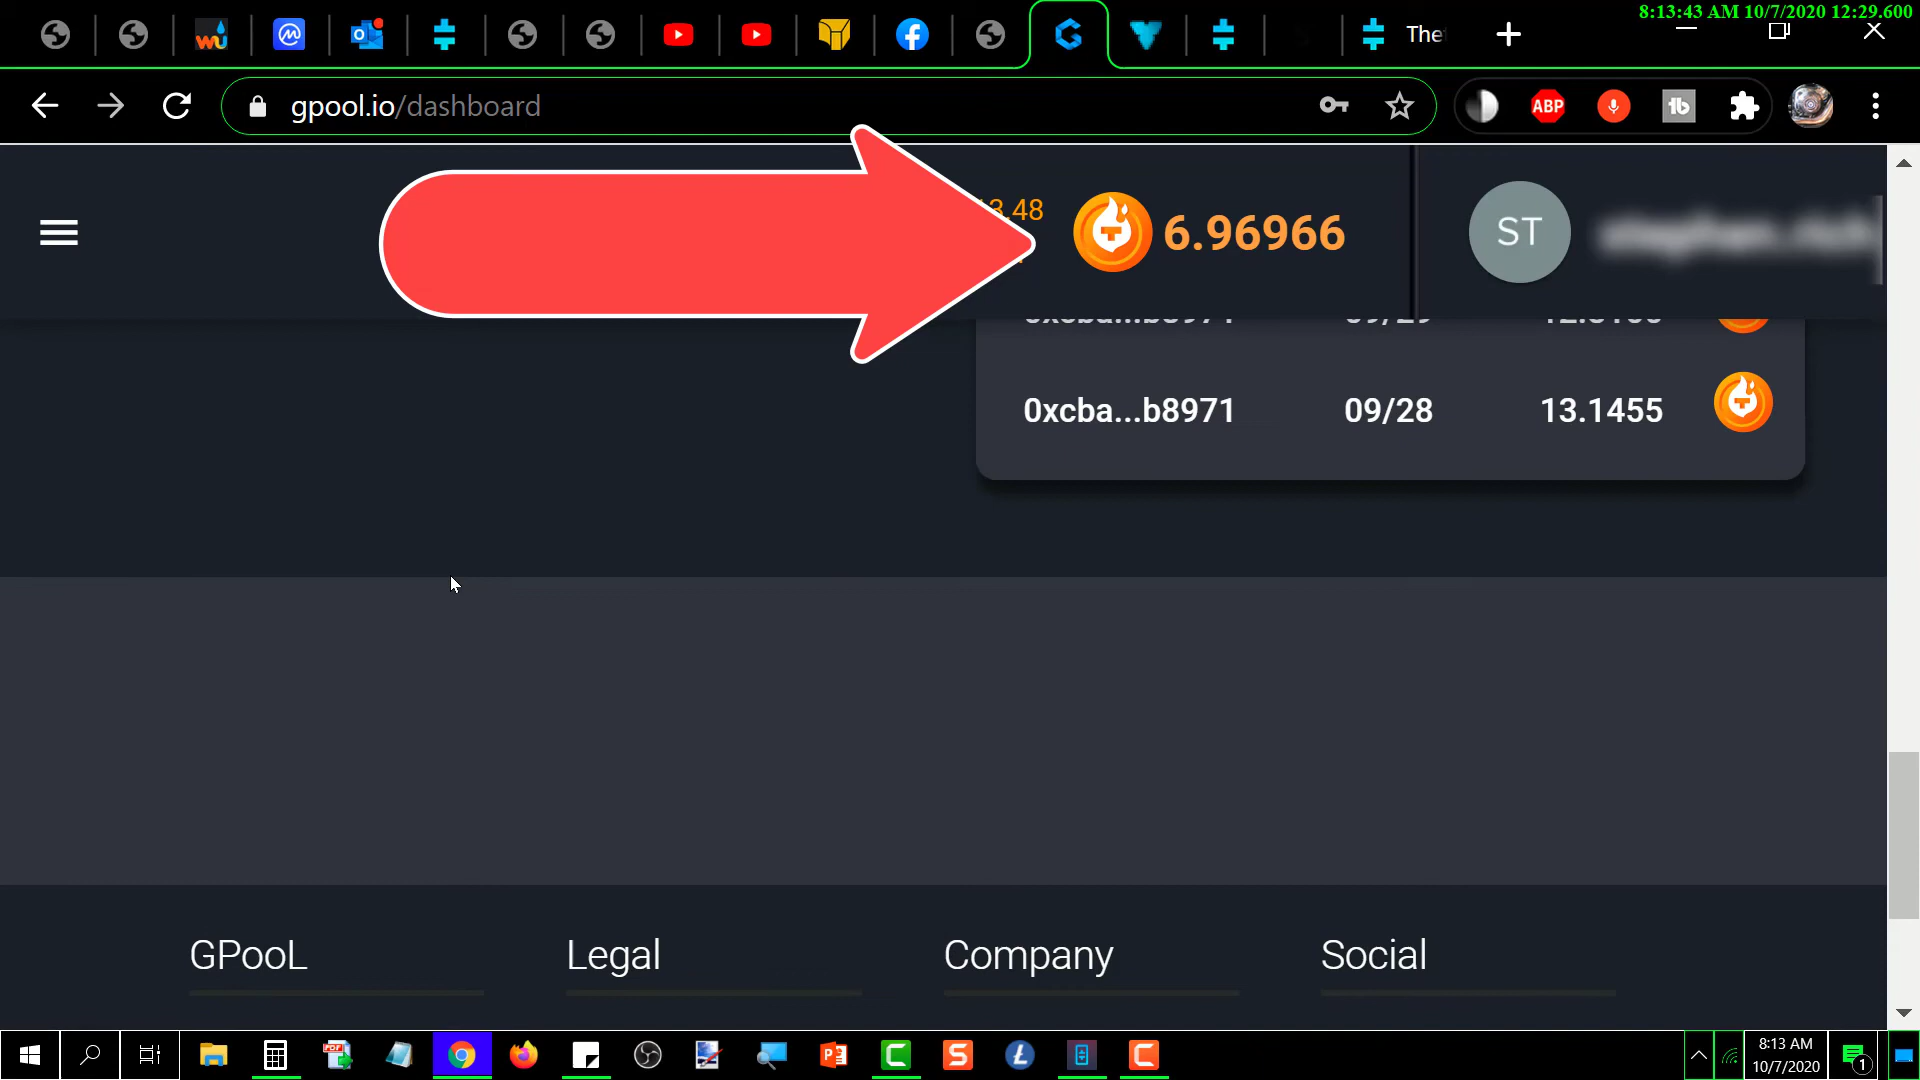 8:13:43 AM 10/7/2020 12:29.600
The
gpool.io/dashboard
ABP
3.48
6.96966
ST
0xcba...b8971 09/28 13.1455
GPooL Legal Company Social
8:13 AM
10/7/2020
1